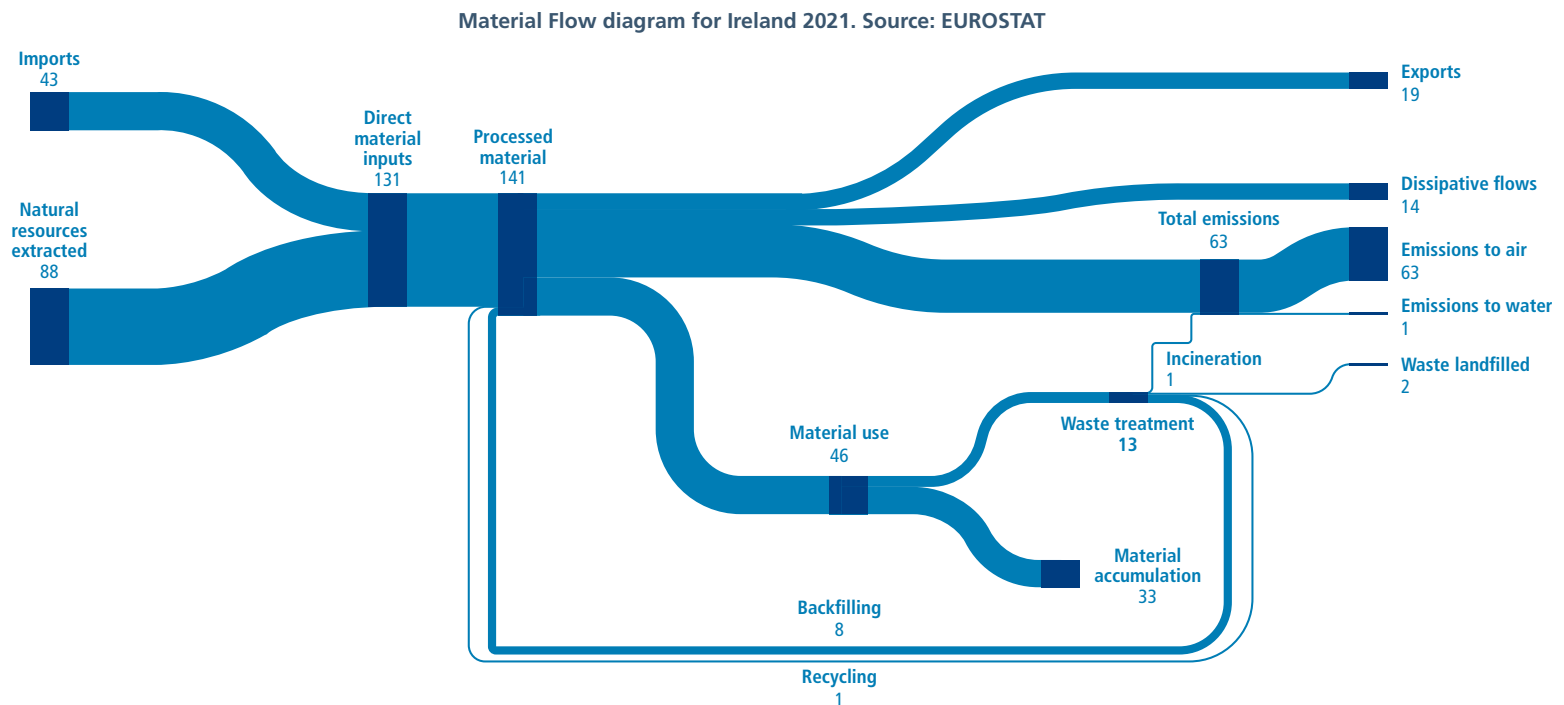 Material Flow diagram for Ireland 2021. Source: EUROSTAT
Imports
43
Natural
resources
extracted
88
Direct
material
inputs
131
Processed
material
141
Exports
19
Dissipative flows
14
Total emissions
63
Emissions to air
63
Emissions to water
1
Incineration
1
Waste landfilled
2
Waste treatment
13
Material use
46
Material
accumulation
33
Backfilling
8
Recycling
1